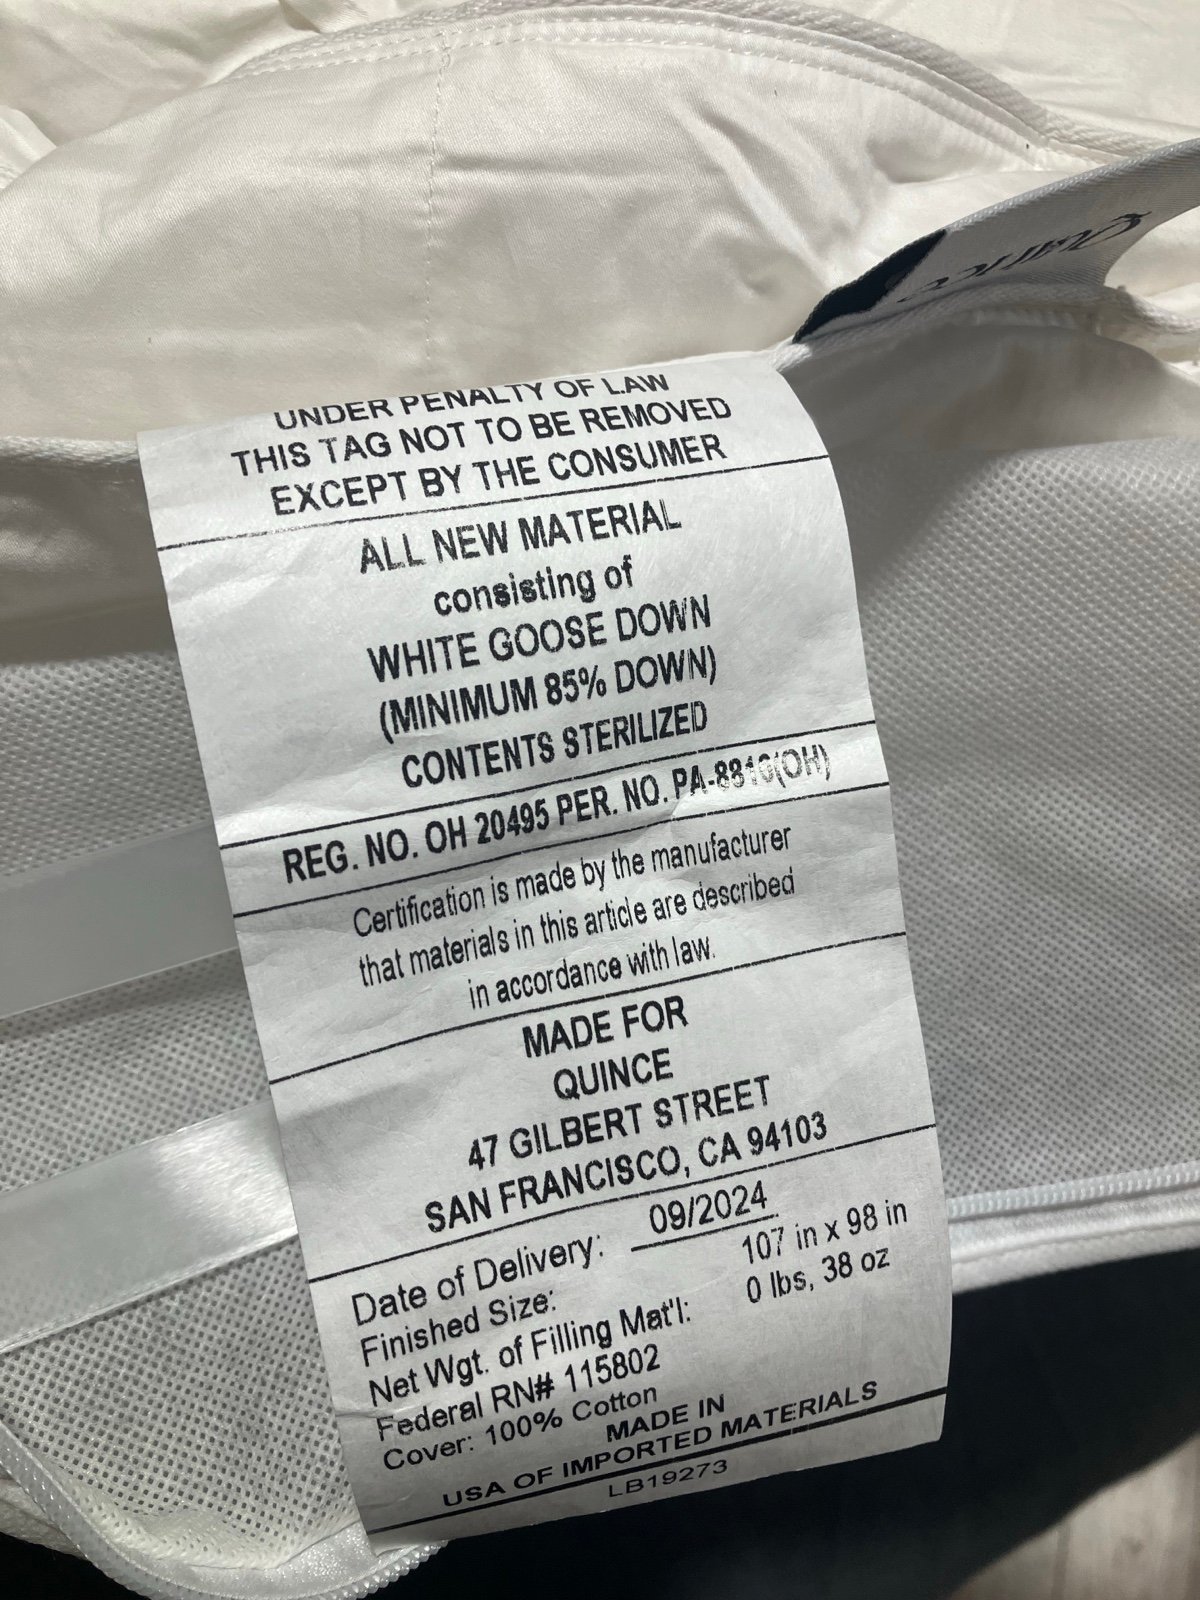 Quince
UNDER PENALTY OF LAW
THIS TAG NOT TO BE REMOVED
EXCEPT BY THE CONSUMER
ALL NEW MATERIAL
consisting of
WHITE GOOSE DOWN
(MINIMUM 85% DOWN)
CONTENTS STERILIZED
REG. NO. OH 20495 PER. NO. PA-8816(OH)
Certification is made by the manufacturer
that materials in this article are described
in accordance with law.
MADE FOR
QUINCE
47 GILBERT STREET
SAN FRANCISCO, CA 94103
Date of Delivery: 09/2024
Finished Size: 107 in x 98 in
Net Wgt. of Filling Mat'l: 0 lbs, 38 oz
Federal RN# 115802
Cover: 100% Cotton
MADE IN
USA OF IMPORTED MATERIALS
LB19273